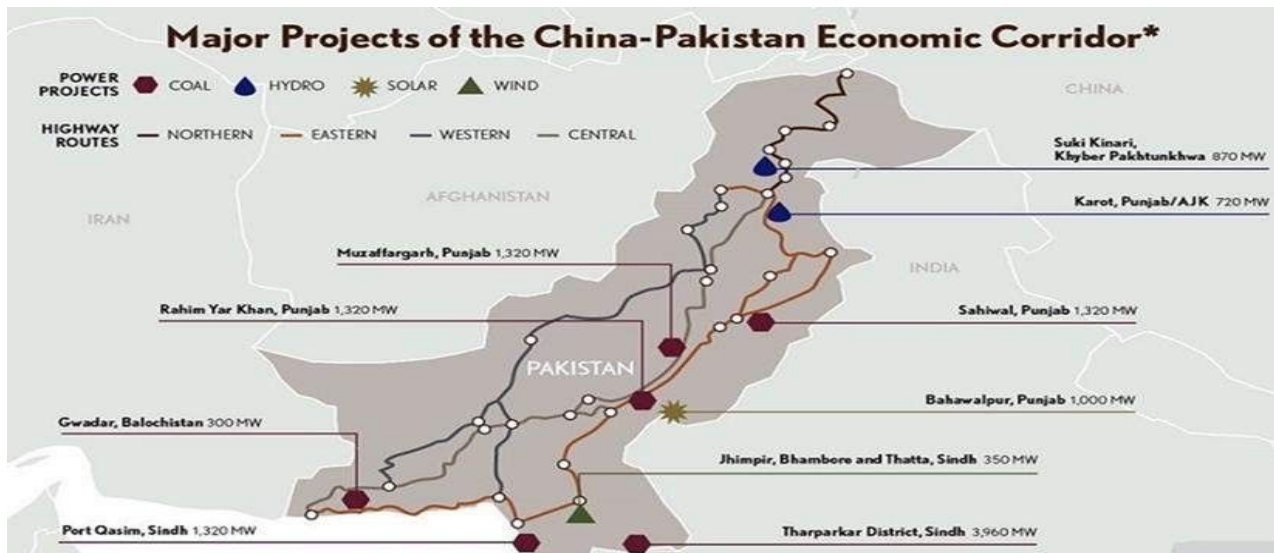 Major Projects of the China-Pakistan Economic Corridor*
POWER PROJECTS COAL HYDRO SOLAR WIND
HIGHWAY ROUTES NORTHERN EASTERN WESTERN CENTRAL
CHINA
Suki Kinari,
Khyber Pakhtunkhwa 870 MW
AFGHANISTAN
IRAN
Karot, Punjab/AJK 720 MW
Muzaffargarh, Punjab 1,320 MW
INDIA
Rahim Yar Khan, Punjab 1,320 MW
Sahiwal, Punjab 1,320 MW
PAKISTAN
Bahawalpur, Punjab 1,000 MW
Gwadar, Balochistan 300 MW
Jhimpir, Bhambore and Thatta, Sindh 350 MW
Port Qasim, Sindh 1,320 MW
Tharparkar District, Sindh 3,960 MW